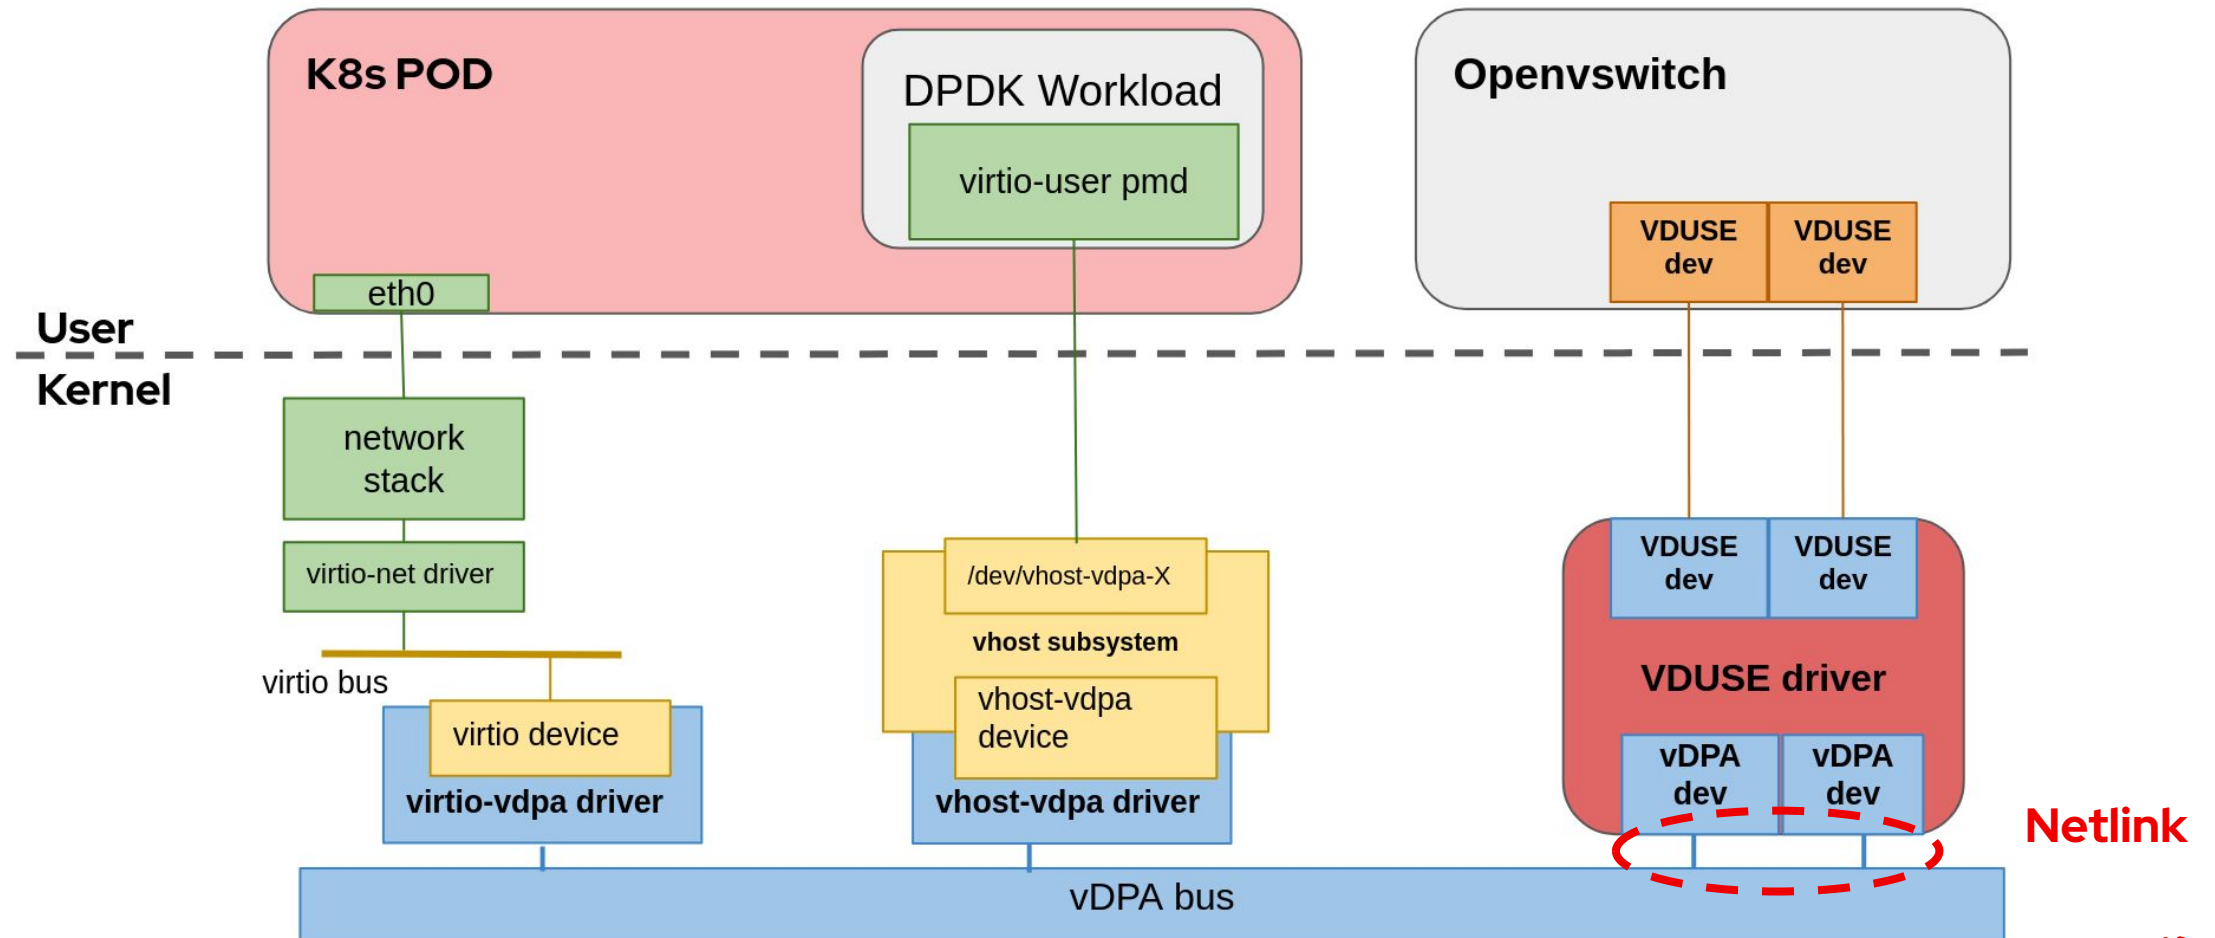 K8s POD
DPDK Workload
virtio-user pmd
eth0
Openvswitch
VDUSE
dev
VDUSE
dev
User
Kernel
network
stack
virtio-net driver
virtio bus
virtio device
virtio-vdpa driver
/dev/vhost-vdpa-X
vhost subsystem
vhost-vdpa
device
vhost-vdpa driver
VDUSE
dev
VDUSE
dev
VDUSE driver
vDPA
dev
vDPA
dev
Netlink
vDPA bus